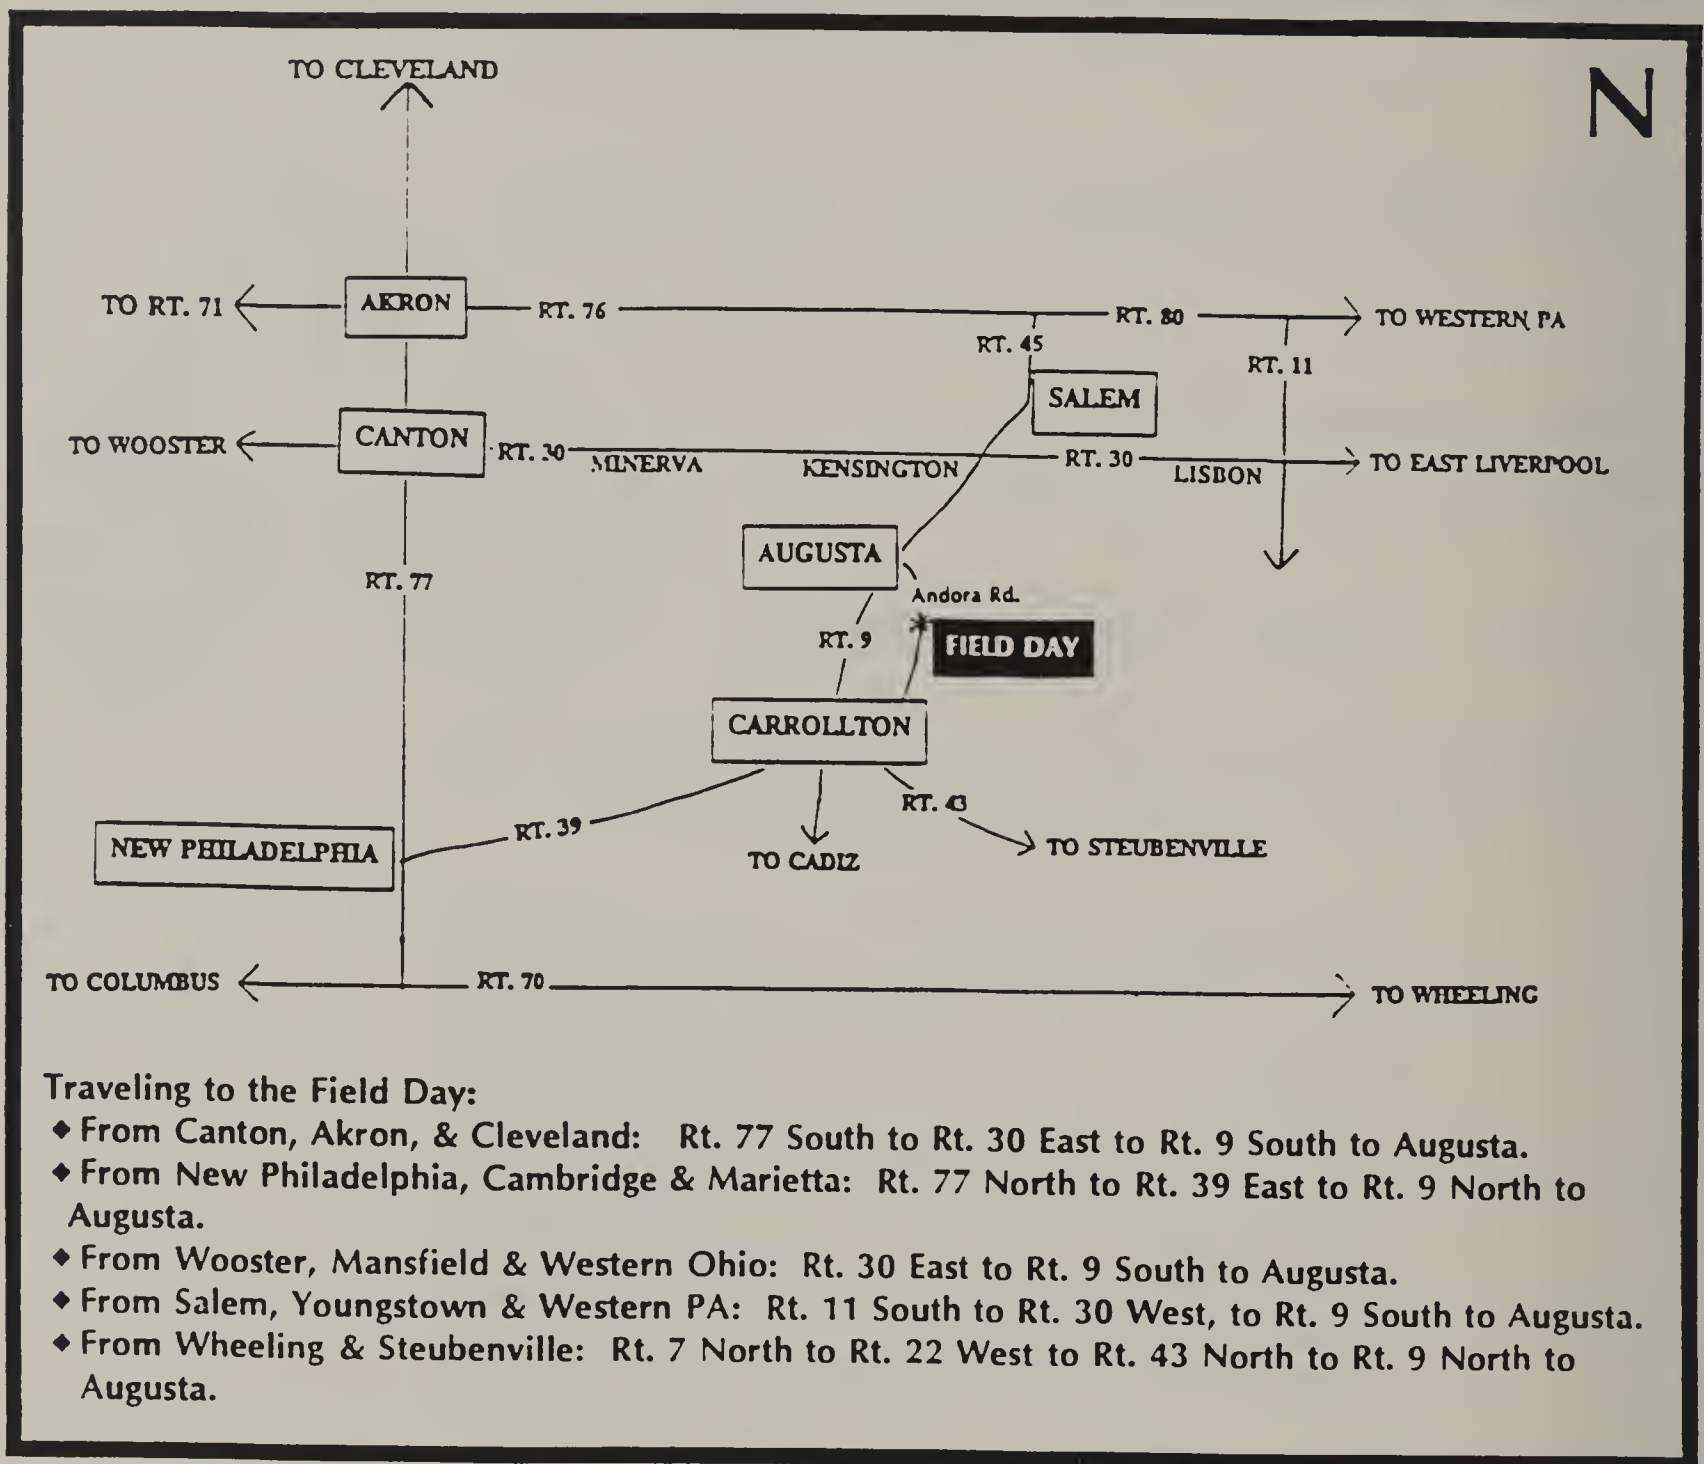 TO CLEVELAND
N
TO RT. 71
AKRON
RT. 76
RT. 80
TO WESTERN PA
RT. 45
RT. 11
SALEM
TO WOOSTER
CANTON
RT. 30
MINERVA
KENSINGTON
RT. 30
LISBON
TO EAST LIVERPOOL
AUGUSTA
RT. 77
Andora Rd.
RT. 9
FIELD DAY
CARROLLTON
RT. 43
RT. 39
NEW PHILADELPHIA
TO CADIZ
TO STEUBENVILLE
TO COLUMBUS
RT. 70
TO WHEELING
Traveling to the Field Day:
◆ From Canton, Akron, & Cleveland: Rt. 77 South to Rt. 30 East to Rt. 9 South to Augusta.
◆ From New Philadelphia, Cambridge & Marietta: Rt. 77 North to Rt. 39 East to Rt. 9 North to
Augusta.
◆ From Wooster, Mansfield & Western Ohio: Rt. 30 East to Rt. 9 South to Augusta.
◆ From Salem, Youngstown & Western PA: Rt. 11 South to Rt. 30 West, to Rt. 9 South to Augusta.
◆ From Wheeling & Steubenville: Rt. 7 North to Rt. 22 West to Rt. 43 North to Rt. 9 North to
Augusta.